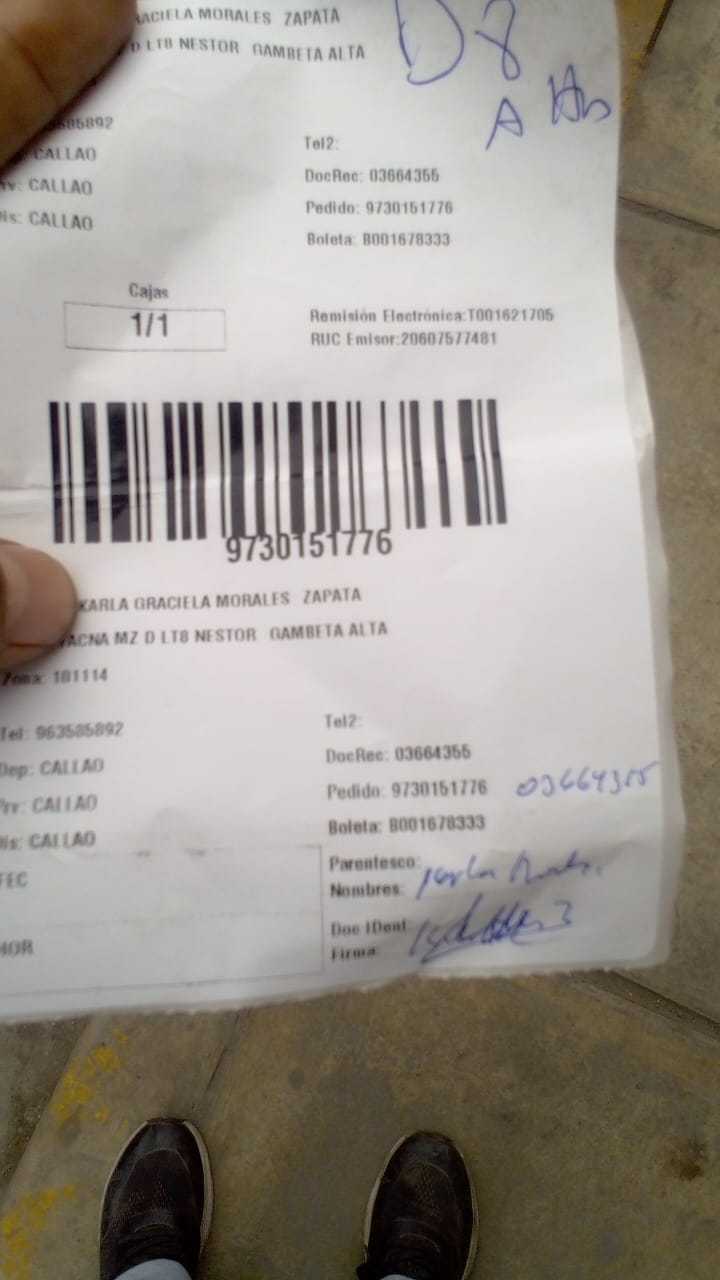 GRACIELA MORALES ZAPATA
D LT8 NESTOR GAMBETA ALTA
D8
A
585892
CALLAO
Tel2:
CALLAO
DocRec: 03664355
Dis: CALLAO
Pedido: 9730151776
Boleta: B001678333
Cajas
1/1
Remisión Electrónica:T001621705
RUC Emisor:20607577481
9730151776
KARLA GRACIELA MORALES ZAPATA
TACNA MZ D LT8 NESTOR GAMBETA ALTA
Zona: 181114
Tel: 963585892
Tel2:
Dep: CALLAO
DocRec: 03664355
Prv: CALLAO
Pedido: 9730151776
Dis: CALLAO
Boleta: B001678333
FEC
Parentesco:
Nombres: Karla
Doc IDent
HOR
Firma: